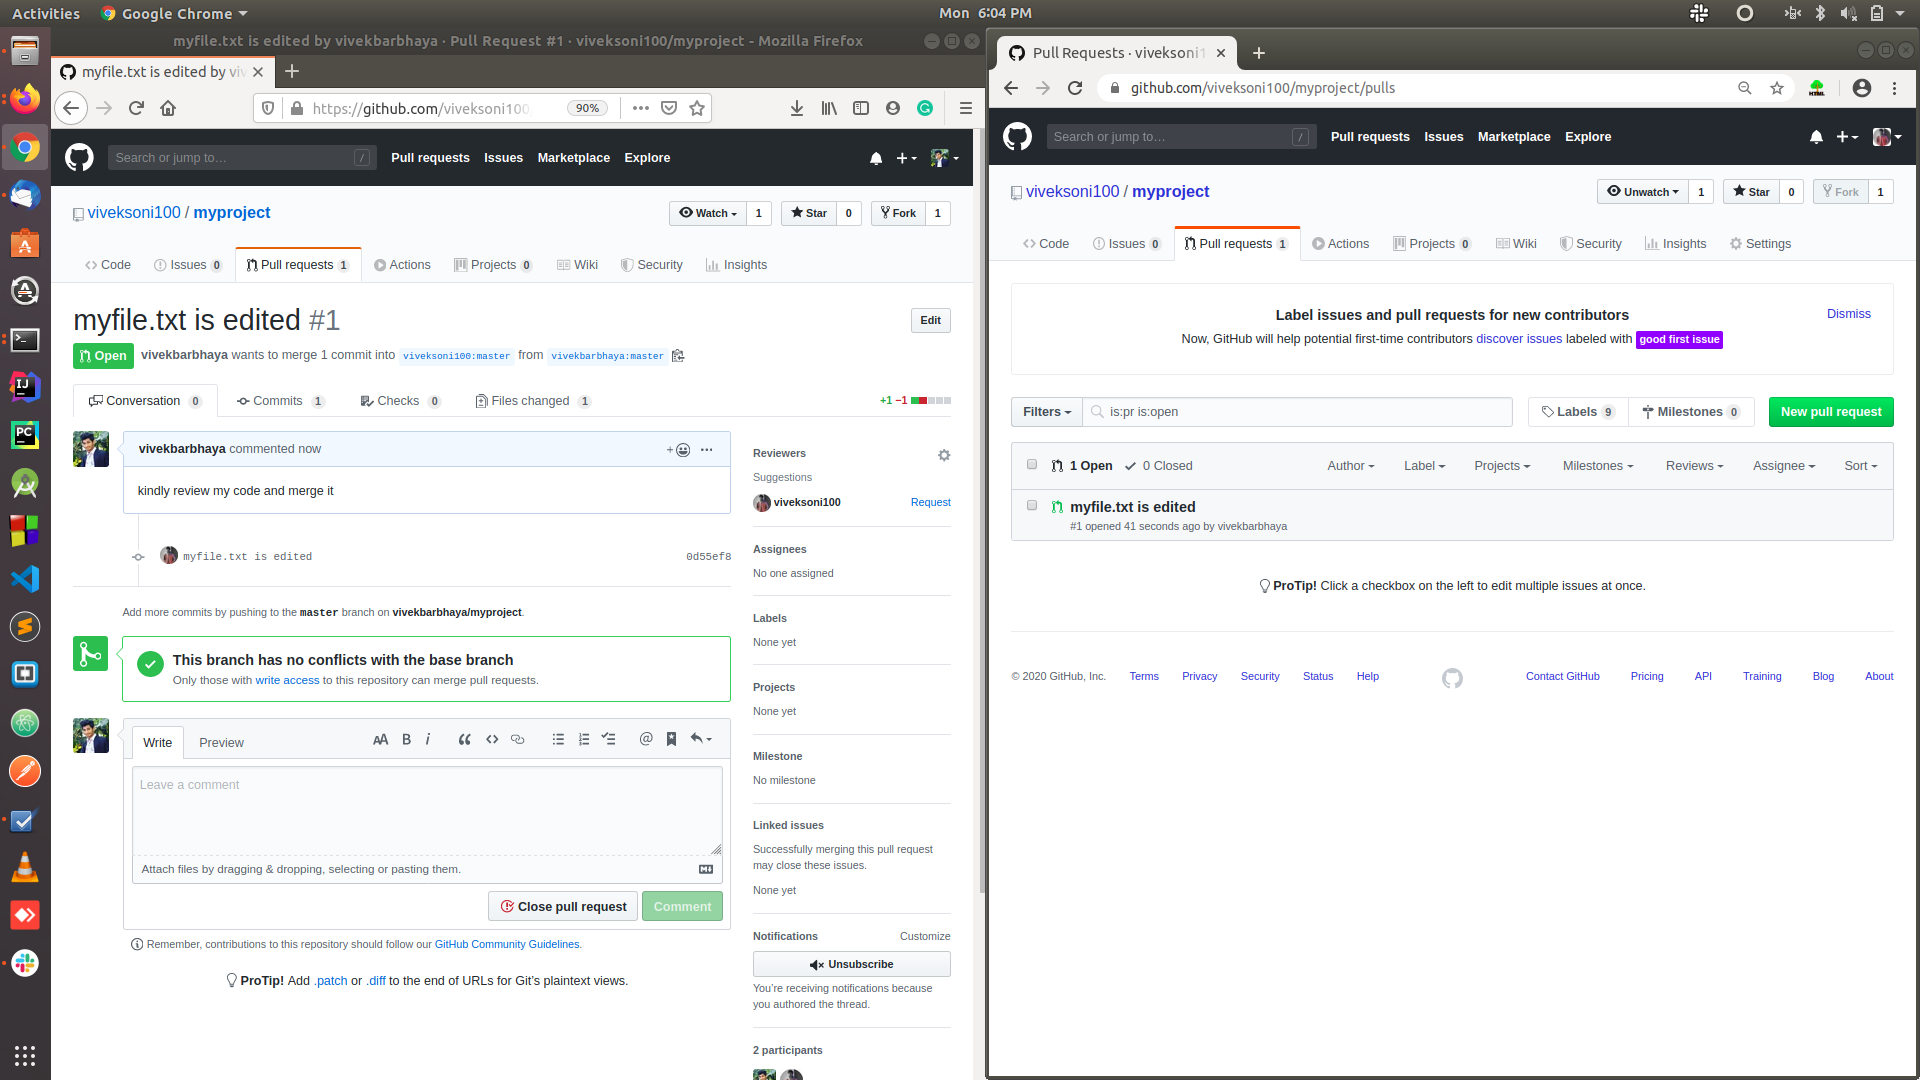 Activities
Google Chrome
Mon 6:04 PM
myfile.txt is edited by vivekbarbhaya · Pull Request #1 · viveksoni100/myproject - Mozilla Firefox
myfile.txt is edited by viv
https://github.com/viveksoni100
90%
Search or jump to…
/
Pull requests Issues Marketplace Explore
viveksoni100 / myproject
Watch 1
Star 0
Fork 1
Code
Issues 0
Pull requests 1
Actions
Projects 0
Wiki
Security
Insights
myfile.txt is edited #1
Edit
Open
vivekbarbhaya wants to merge 1 commit into viveksoni100:master from vivekbarbhaya:master
Conversation 0
Commits 1
Checks 0
Files changed 1
+1 −1
vivekbarbhaya commented now
kindly review my code and merge it
myfile.txt is edited
0d55ef8
Add more commits by pushing to the master branch on vivekbarbhaya/myproject.
This branch has no conflicts with the base branch
Only those with write access to this repository can merge pull requests.
Write
Preview
AA B i
Leave a comment
Attach files by dragging & dropping, selecting or pasting them.
Close pull request
Comment
Remember, contributions to this repository should follow our GitHub Community Guidelines.
ProTip! Add .patch or .diff to the end of URLs for Git's plaintext views.
Reviewers
Suggestions
viveksoni100
Request
Assignees
No one assigned
Labels
None yet
Projects
None yet
Milestone
No milestone
Linked issues
Successfully merging this pull request
may close these issues.
None yet
Notifications
Customize
Unsubscribe
You're receiving notifications because
you authored the thread.
2 participants
Pull Requests · viveksoni1
github.com/viveksoni100/myproject/pulls
HTML
Search or jump to…
/
Pull requests Issues Marketplace Explore
viveksoni100 / myproject
Unwatch 1
Star 0
Fork 1
Code
Issues 0
Pull requests 1
Actions
Projects 0
Wiki
Security
Insights
Settings
Label issues and pull requests for new contributors
Dismiss
Now, GitHub will help potential first-time contributors discover issues labeled with good first issue
Filters
is:pr is:open
Labels 9
Milestones 0
New pull request
1 Open
0 Closed
Author
Label
Projects
Milestones
Reviews
Assignee
Sort
myfile.txt is edited
#1 opened 41 seconds ago by vivekbarbhaya
ProTip! Click a checkbox on the left to edit multiple issues at once.
© 2020 GitHub, Inc. Terms Privacy Security Status Help
Contact GitHub Pricing API Training Blog About
IJ
PC